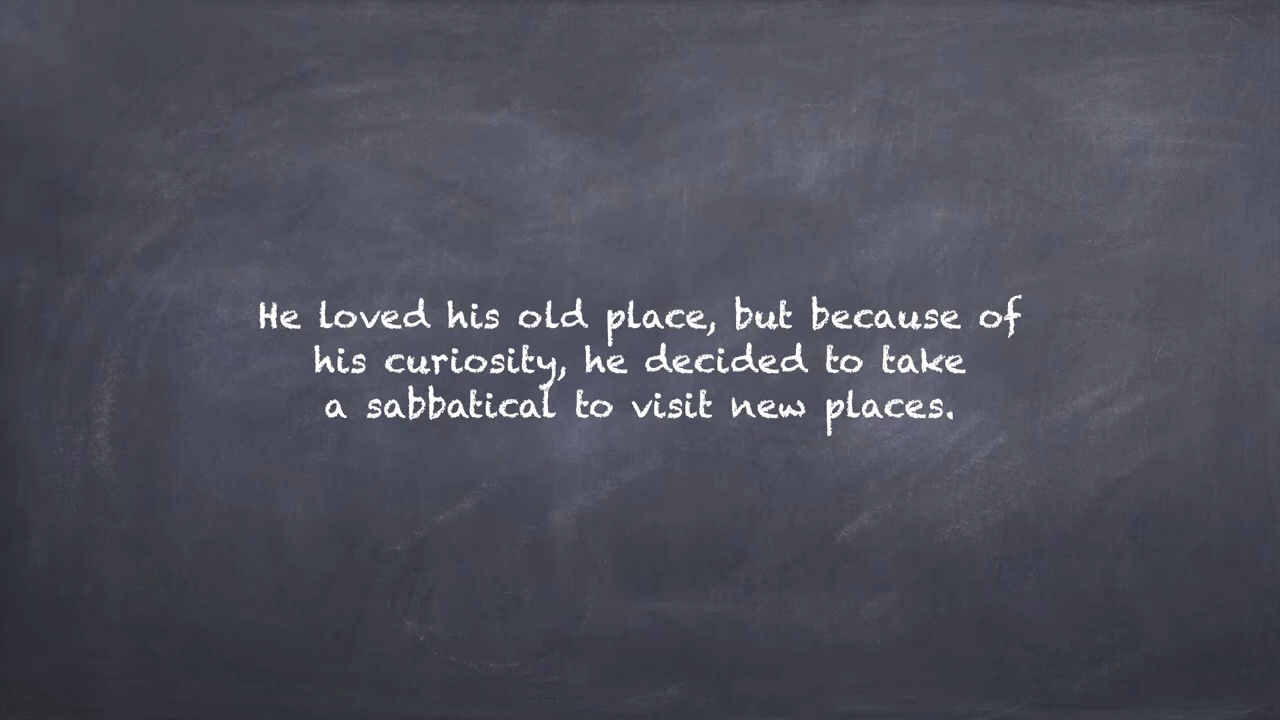 He loved his old place, but because of
his curiosity, he decided to take
a sabbatical to visit new places.